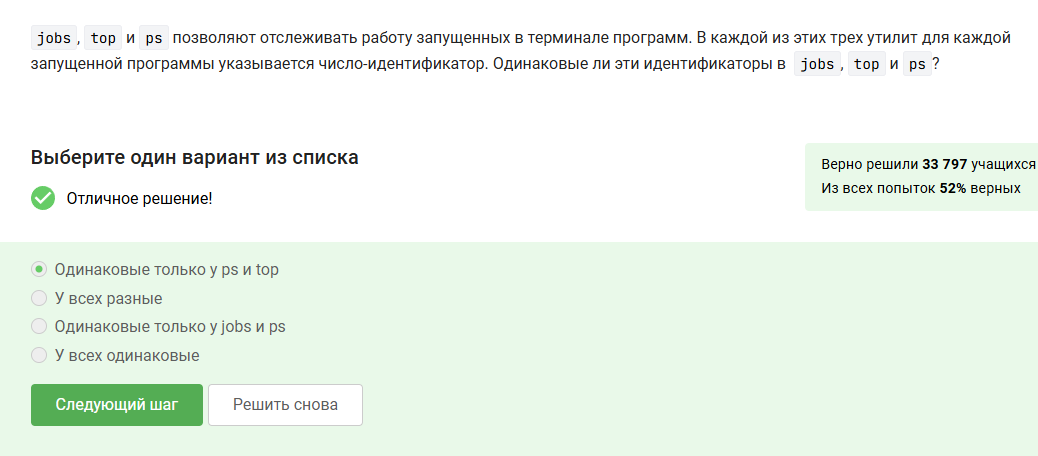 jobs, top и ps позволяют отслеживать работу запущенных в терминале программ. В каждой из этих трех утилит для каждой
запущенной программы указывается число-идентификатор. Одинаковые ли эти идентификаторы в jobs, top и ps?
Выберите один вариант из списка
Отличное решение!
Верно решили 33 797 учащихся
Из всех попыток 52% верных
Одинаковые только у ps и top
У всех разные
Одинаковые только у jobs и ps
У всех одинаковые
Следующий шаг
Решить снова